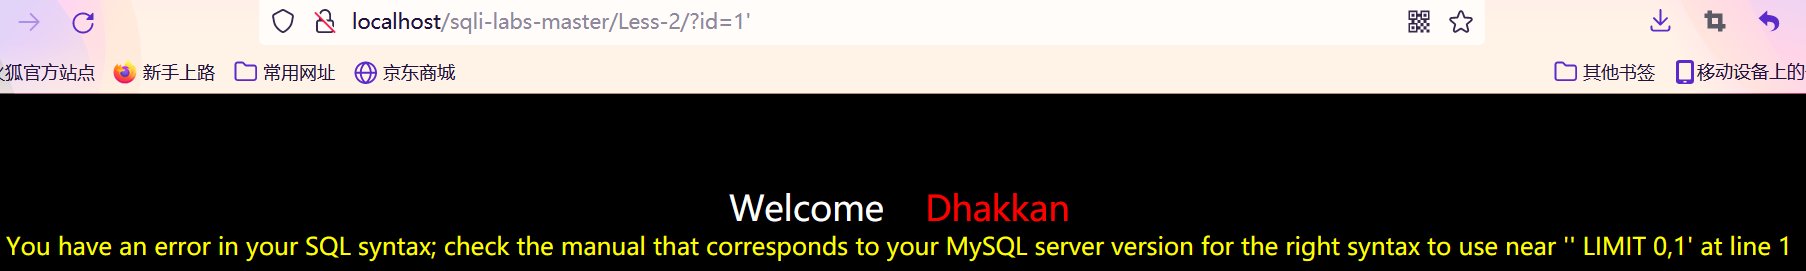 localhost/sqli-labs-master/Less-2/?id=1'
火狐官方站点 新手上路 常用网址 京东商城 其他书签 移动设备上的
Welcome Dhakkan
You have an error in your SQL syntax; check the manual that corresponds to your MySQL server version for the right syntax to use near '' LIMIT 0,1' at line 1